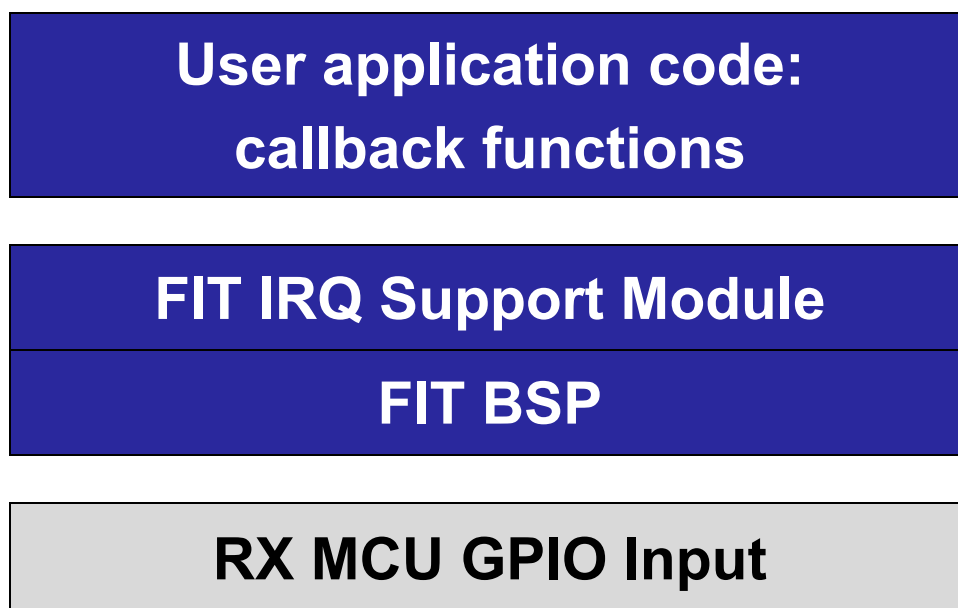 User application code:
callback functions
FIT IRQ Support Module
FIT BSP
RX MCU GPIO Input